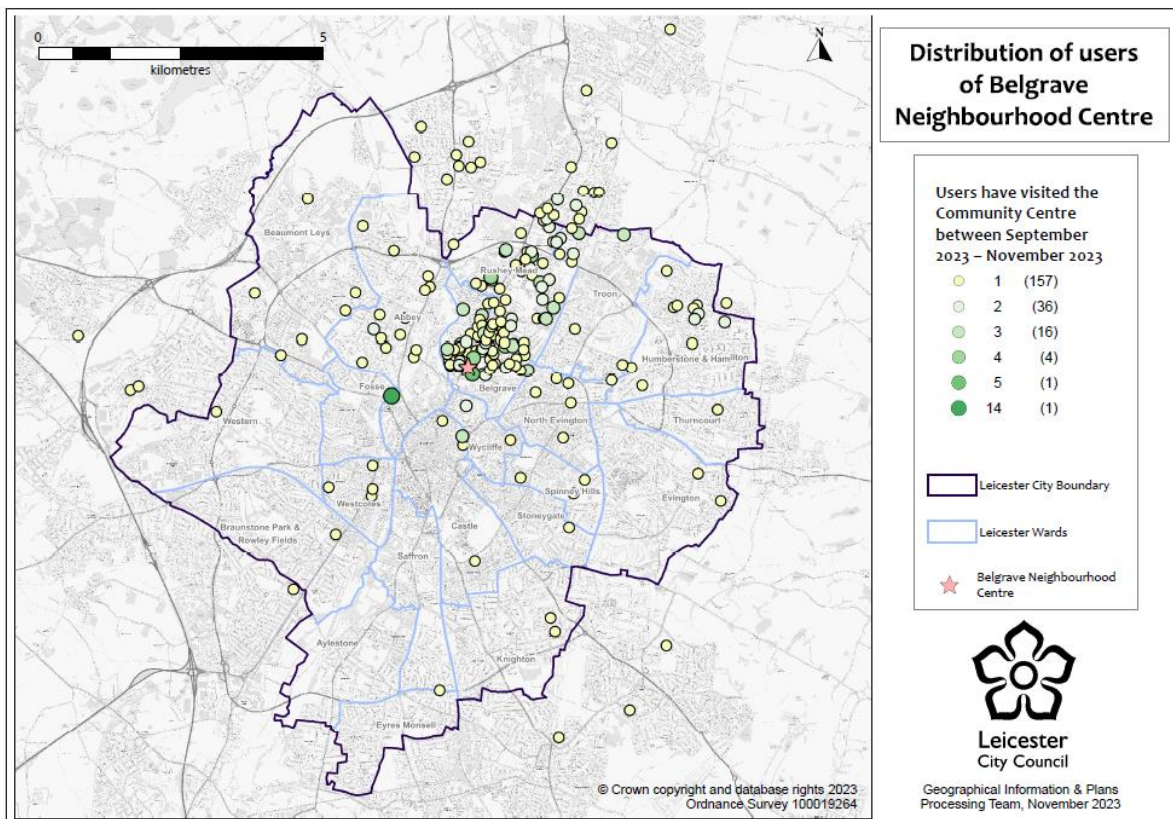 0 5
kilometres
N
Beaumont Leys
Rushey Mead
Troon
Abbey
Humberstone & Hamilton
Fosse
Belgrave
Western
North Evington
Thurncourt
Wycliffe
Westcotes
Spinney Hills
Evington
Braunstone Park &
Rowley Fields
Castle
Stoneygate
Saffron
Aylestone
Knighton
Eyres Monsell
© Crown copyright and database rights 2023
Ordnance Survey 100019264
Distribution of users
of Belgrave
Neighbourhood Centre
Users have visited the
Community Centre
between September
2023 – November 2023
1 (157)
2 (36)
3 (16)
4 (4)
5 (1)
14 (1)
Leicester City Boundary
Leicester Wards
Belgrave Neighbourhood
Centre
Leicester
City Council
Geographical Information & Plans
Processing Team, November 2023